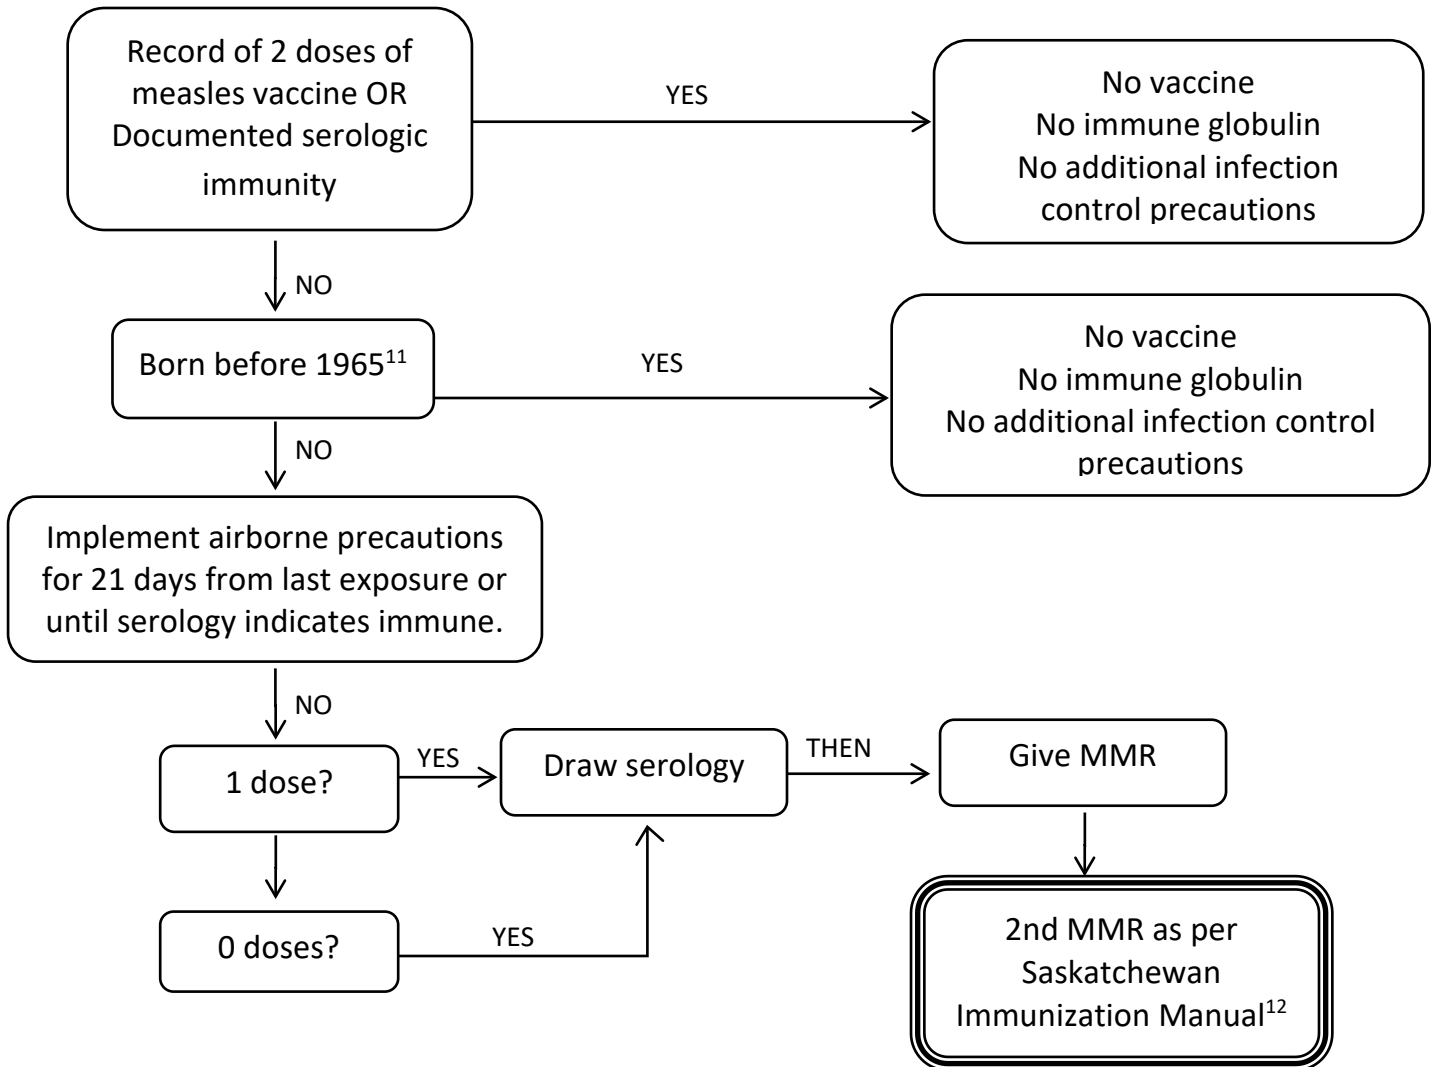 Record of 2 doses of
measles vaccine OR
Documented serologic
immunity
YES
No vaccine
No immune globulin
No additional infection
control precautions
NO
Born before 1965¹¹
YES
No vaccine
No immune globulin
No additional infection control
precautions
NO
Implement airborne precautions
for 21 days from last exposure or
until serology indicates immune.
NO
1 dose?
YES
Draw serology
THEN
Give MMR
0 doses?
YES
2nd MMR as per
Saskatchewan
Immunization Manual¹²